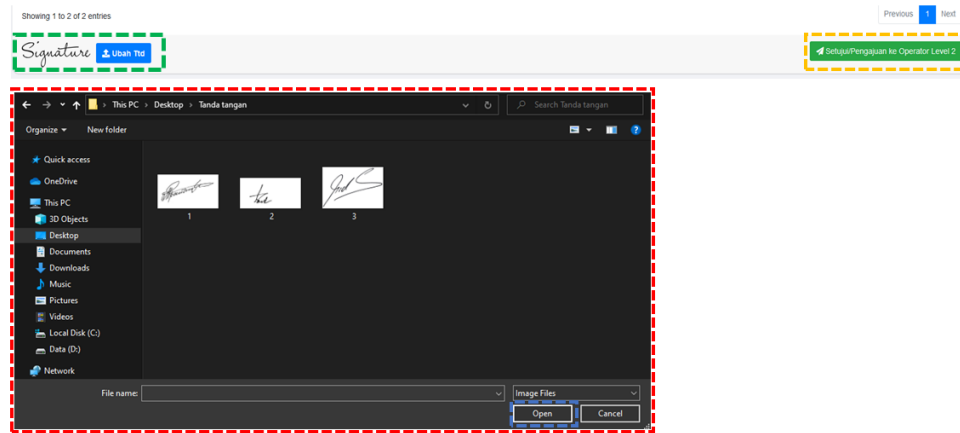 Showing 1 to 2 of 2 entries
Previous 1 Next
Signature Ubah Ttd
Setujui/Pengajuan ke Operator Level 2
This PC > Desktop > Tanda tangan
Search Tanda tangan
Organize New folder
Quick access
OneDrive
This PC
3D Objects
Desktop
Documents
Downloads
Music
Pictures
Videos
Local Disk (C:)
Data (D:)
Network
1 2 3
File name:
Image Files
Open Cancel